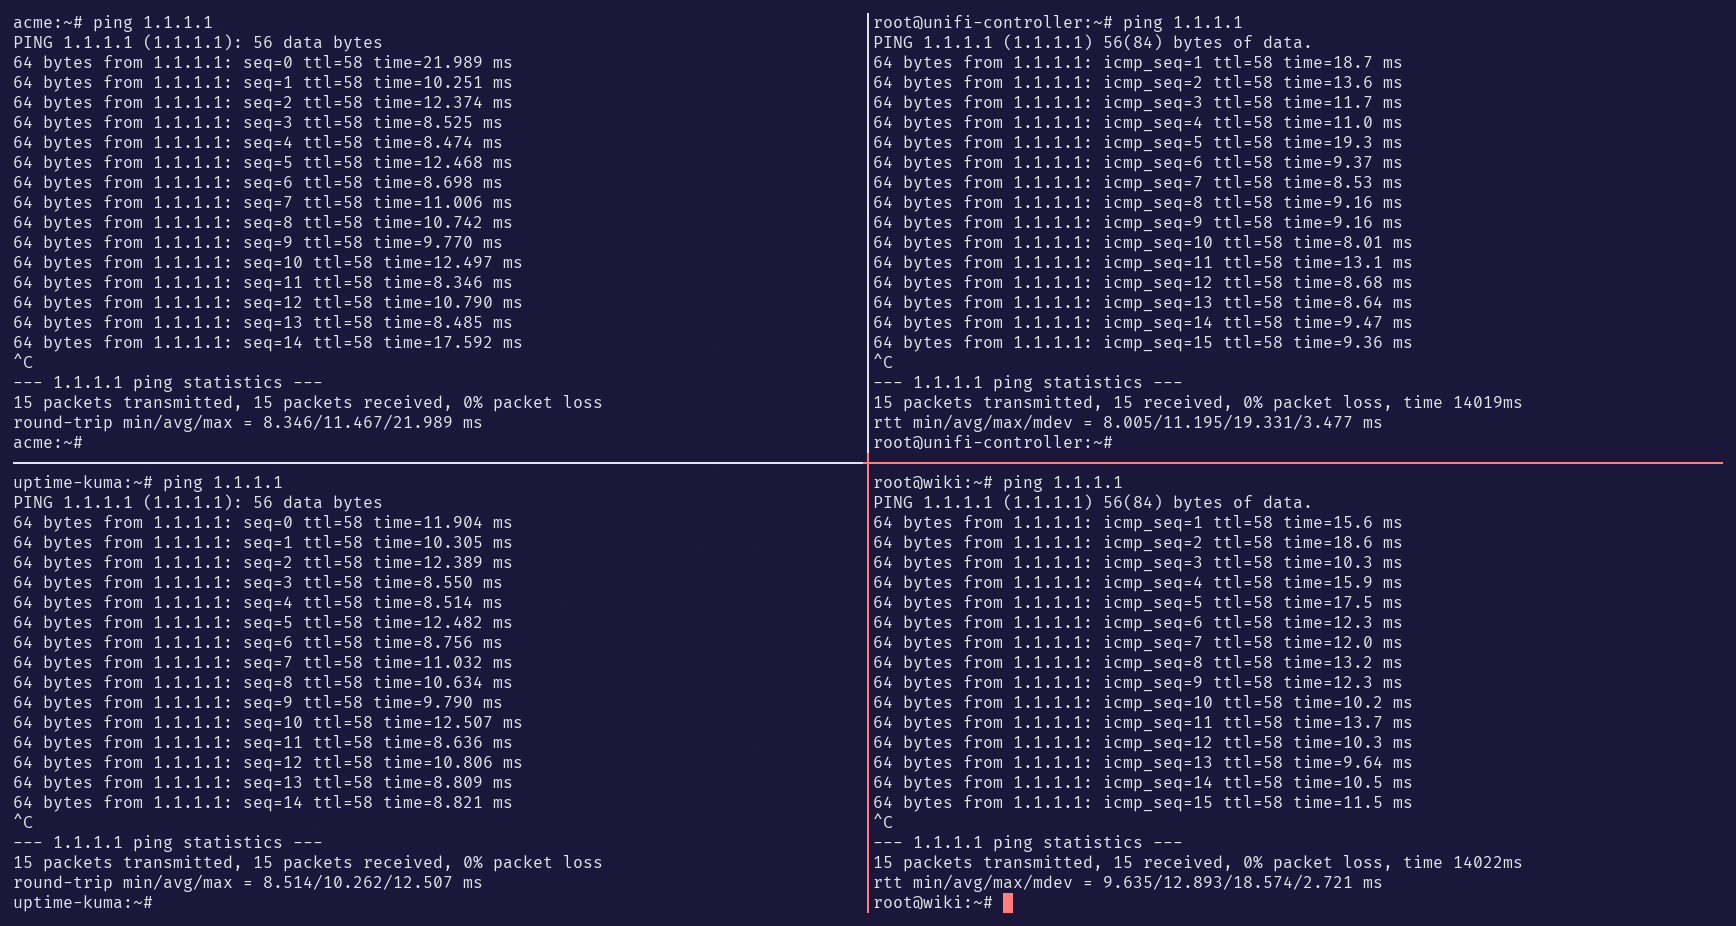 acme:~# ping 1.1.1.1
PING 1.1.1.1 (1.1.1.1): 56 data bytes
64 bytes from 1.1.1.1: seq=0 ttl=58 time=21.989 ms
64 bytes from 1.1.1.1: seq=1 ttl=58 time=10.251 ms
64 bytes from 1.1.1.1: seq=2 ttl=58 time=12.374 ms
64 bytes from 1.1.1.1: seq=3 ttl=58 time=8.525 ms
64 bytes from 1.1.1.1: seq=4 ttl=58 time=8.474 ms
64 bytes from 1.1.1.1: seq=5 ttl=58 time=12.468 ms
64 bytes from 1.1.1.1: seq=6 ttl=58 time=8.698 ms
64 bytes from 1.1.1.1: seq=7 ttl=58 time=11.006 ms
64 bytes from 1.1.1.1: seq=8 ttl=58 time=10.742 ms
64 bytes from 1.1.1.1: seq=9 ttl=58 time=9.770 ms
64 bytes from 1.1.1.1: seq=10 ttl=58 time=12.497 ms
64 bytes from 1.1.1.1: seq=11 ttl=58 time=8.346 ms
64 bytes from 1.1.1.1: seq=12 ttl=58 time=10.790 ms
64 bytes from 1.1.1.1: seq=13 ttl=58 time=8.485 ms
64 bytes from 1.1.1.1: seq=14 ttl=58 time=17.592 ms
^C
--- 1.1.1.1 ping statistics ---
15 packets transmitted, 15 packets received, 0% packet loss
round-trip min/avg/max = 8.346/11.467/21.989 ms
acme:~#
root@unifi-controller:~# ping 1.1.1.1
PING 1.1.1.1 (1.1.1.1) 56(84) bytes of data.
64 bytes from 1.1.1.1: icmp_seq=1 ttl=58 time=18.7 ms
64 bytes from 1.1.1.1: icmp_seq=2 ttl=58 time=13.6 ms
64 bytes from 1.1.1.1: icmp_seq=3 ttl=58 time=11.7 ms
64 bytes from 1.1.1.1: icmp_seq=4 ttl=58 time=11.0 ms
64 bytes from 1.1.1.1: icmp_seq=5 ttl=58 time=19.3 ms
64 bytes from 1.1.1.1: icmp_seq=6 ttl=58 time=9.37 ms
64 bytes from 1.1.1.1: icmp_seq=7 ttl=58 time=8.53 ms
64 bytes from 1.1.1.1: icmp_seq=8 ttl=58 time=9.16 ms
64 bytes from 1.1.1.1: icmp_seq=9 ttl=58 time=9.16 ms
64 bytes from 1.1.1.1: icmp_seq=10 ttl=58 time=8.01 ms
64 bytes from 1.1.1.1: icmp_seq=11 ttl=58 time=13.1 ms
64 bytes from 1.1.1.1: icmp_seq=12 ttl=58 time=8.68 ms
64 bytes from 1.1.1.1: icmp_seq=13 ttl=58 time=8.64 ms
64 bytes from 1.1.1.1: icmp_seq=14 ttl=58 time=9.47 ms
64 bytes from 1.1.1.1: icmp_seq=15 ttl=58 time=9.36 ms
^C
--- 1.1.1.1 ping statistics ---
15 packets transmitted, 15 received, 0% packet loss, time 14019ms
rtt min/avg/max/mdev = 8.005/11.195/19.331/3.477 ms
root@unifi-controller:~#
uptime-kuma:~# ping 1.1.1.1
PING 1.1.1.1 (1.1.1.1): 56 data bytes
64 bytes from 1.1.1.1: seq=0 ttl=58 time=11.904 ms
64 bytes from 1.1.1.1: seq=1 ttl=58 time=10.305 ms
64 bytes from 1.1.1.1: seq=2 ttl=58 time=12.389 ms
64 bytes from 1.1.1.1: seq=3 ttl=58 time=8.550 ms
64 bytes from 1.1.1.1: seq=4 ttl=58 time=8.514 ms
64 bytes from 1.1.1.1: seq=5 ttl=58 time=12.482 ms
64 bytes from 1.1.1.1: seq=6 ttl=58 time=8.756 ms
64 bytes from 1.1.1.1: seq=7 ttl=58 time=11.032 ms
64 bytes from 1.1.1.1: seq=8 ttl=58 time=10.634 ms
64 bytes from 1.1.1.1: seq=9 ttl=58 time=9.790 ms
64 bytes from 1.1.1.1: seq=10 ttl=58 time=12.507 ms
64 bytes from 1.1.1.1: seq=11 ttl=58 time=8.636 ms
64 bytes from 1.1.1.1: seq=12 ttl=58 time=10.806 ms
64 bytes from 1.1.1.1: seq=13 ttl=58 time=8.809 ms
64 bytes from 1.1.1.1: seq=14 ttl=58 time=8.821 ms
^C
--- 1.1.1.1 ping statistics ---
15 packets transmitted, 15 packets received, 0% packet loss
round-trip min/avg/max = 8.514/10.262/12.507 ms
uptime-kuma:~#
root@wiki:~# ping 1.1.1.1
PING 1.1.1.1 (1.1.1.1) 56(84) bytes of data.
64 bytes from 1.1.1.1: icmp_seq=1 ttl=58 time=15.6 ms
64 bytes from 1.1.1.1: icmp_seq=2 ttl=58 time=18.6 ms
64 bytes from 1.1.1.1: icmp_seq=3 ttl=58 time=10.3 ms
64 bytes from 1.1.1.1: icmp_seq=4 ttl=58 time=15.9 ms
64 bytes from 1.1.1.1: icmp_seq=5 ttl=58 time=17.5 ms
64 bytes from 1.1.1.1: icmp_seq=6 ttl=58 time=12.3 ms
64 bytes from 1.1.1.1: icmp_seq=7 ttl=58 time=12.0 ms
64 bytes from 1.1.1.1: icmp_seq=8 ttl=58 time=13.2 ms
64 bytes from 1.1.1.1: icmp_seq=9 ttl=58 time=12.3 ms
64 bytes from 1.1.1.1: icmp_seq=10 ttl=58 time=10.2 ms
64 bytes from 1.1.1.1: icmp_seq=11 ttl=58 time=13.7 ms
64 bytes from 1.1.1.1: icmp_seq=12 ttl=58 time=10.3 ms
64 bytes from 1.1.1.1: icmp_seq=13 ttl=58 time=9.64 ms
64 bytes from 1.1.1.1: icmp_seq=14 ttl=58 time=10.5 ms
64 bytes from 1.1.1.1: icmp_seq=15 ttl=58 time=11.5 ms
^C
--- 1.1.1.1 ping statistics ---
15 packets transmitted, 15 received, 0% packet loss, time 14022ms
rtt min/avg/max/mdev = 9.635/12.893/18.574/2.721 ms
root@wiki:~#